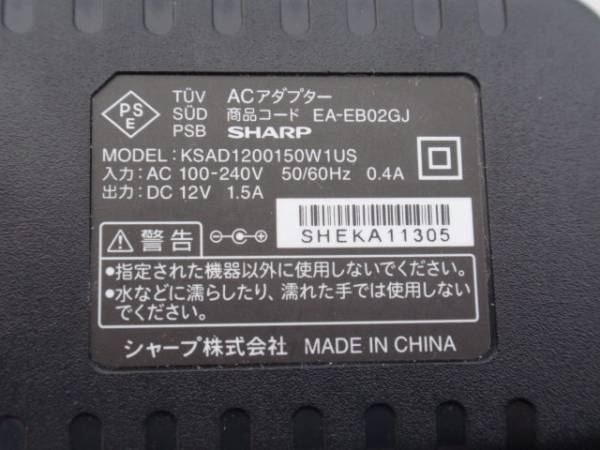 PSE
TÜV ACアダプター
SÜD 商品コード EA-EB02GJ
PSB SHARP
MODEL: KSAD1200150W1US
入力: AC 100-240V 50/60Hz 0.4A
出力: DC 12V 1.5A
SHEKA11305
警告
●指定された機器以外に使用しないでください。
●水などに濡らしたり、濡れた手では使用しない
でください。
シャープ株式会社 MADE IN CHINA